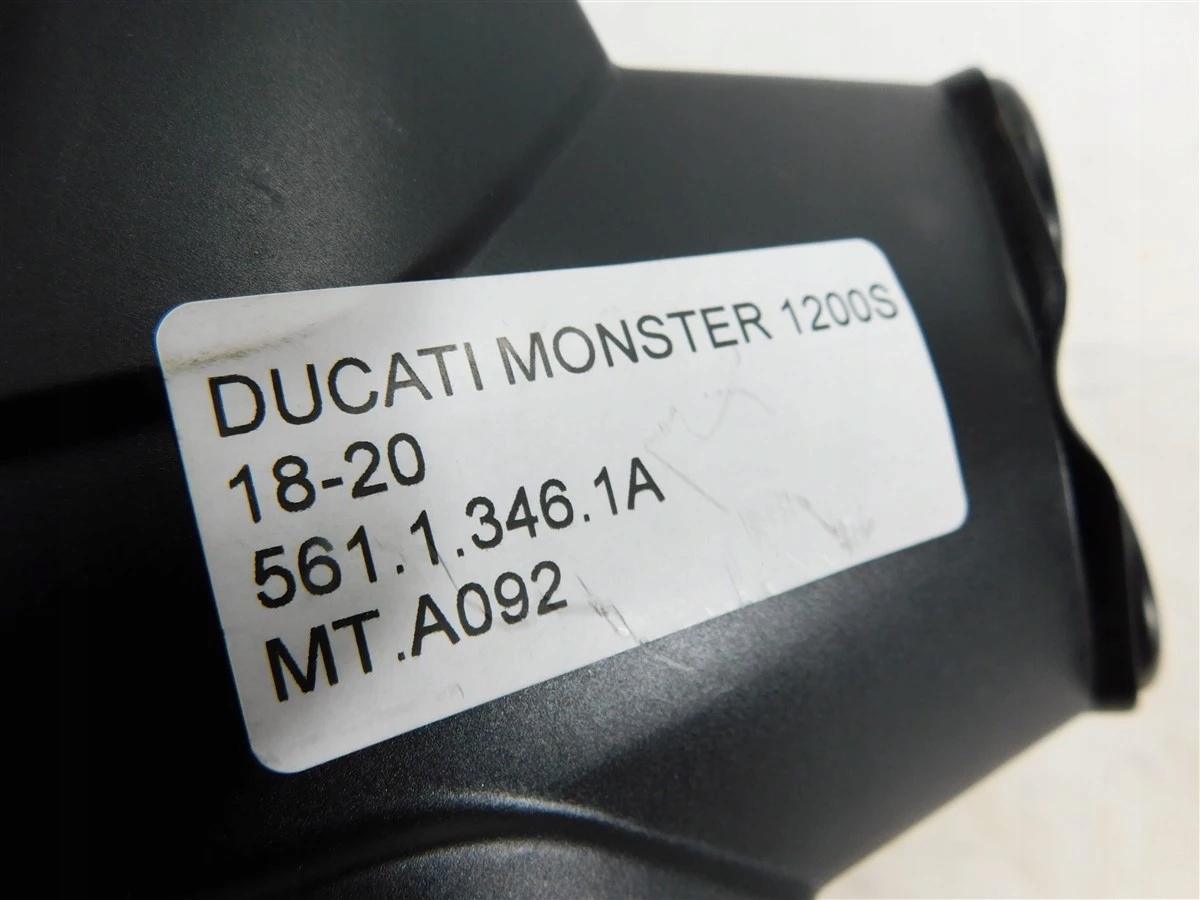 DUCATI MONSTER 1200S
18-20
561.1.346.1A
MT.A092